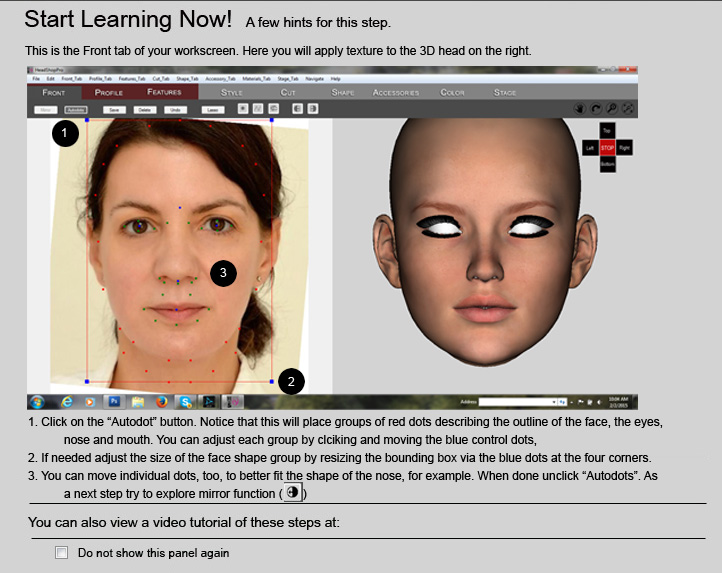 Start Learning Now! A few hints for this step.
This is the Front tab of your workscreen. Here you will apply texture to the 3D head on the right.
HeadShopPro
File Edit Front_Tab Profile_Tab Features_Tab Cut_Tab Shape_Tab Accessory_Tab Materials_Tab Stage_Tab Navigate Help
FRONT PROFILE FEATURES STYLE CUT SHAPE ACCESSORIES COLOR STAGE
Autodots Save Delete Undo Lasso
1
Top
Left STOP Right
Bottom
3
2
Address
10:04 AM
2/2/2015
1. Click on the “Autodot” button. Notice that this will place groups of red dots describing the outline of the face, the eyes,
nose and mouth. You can adjust each group by clciking and moving the blue control dots,
2. If needed adjust the size of the face shape group by resizing the bounding box via the blue dots at the four corners.
3. You can move individual dots, too, to better fit the shape of the nose, for example. When done unclick “Autodots”. As
a next step try to explore mirror function ( )
You can also view a video tutorial of these steps at:
Do not show this panel again